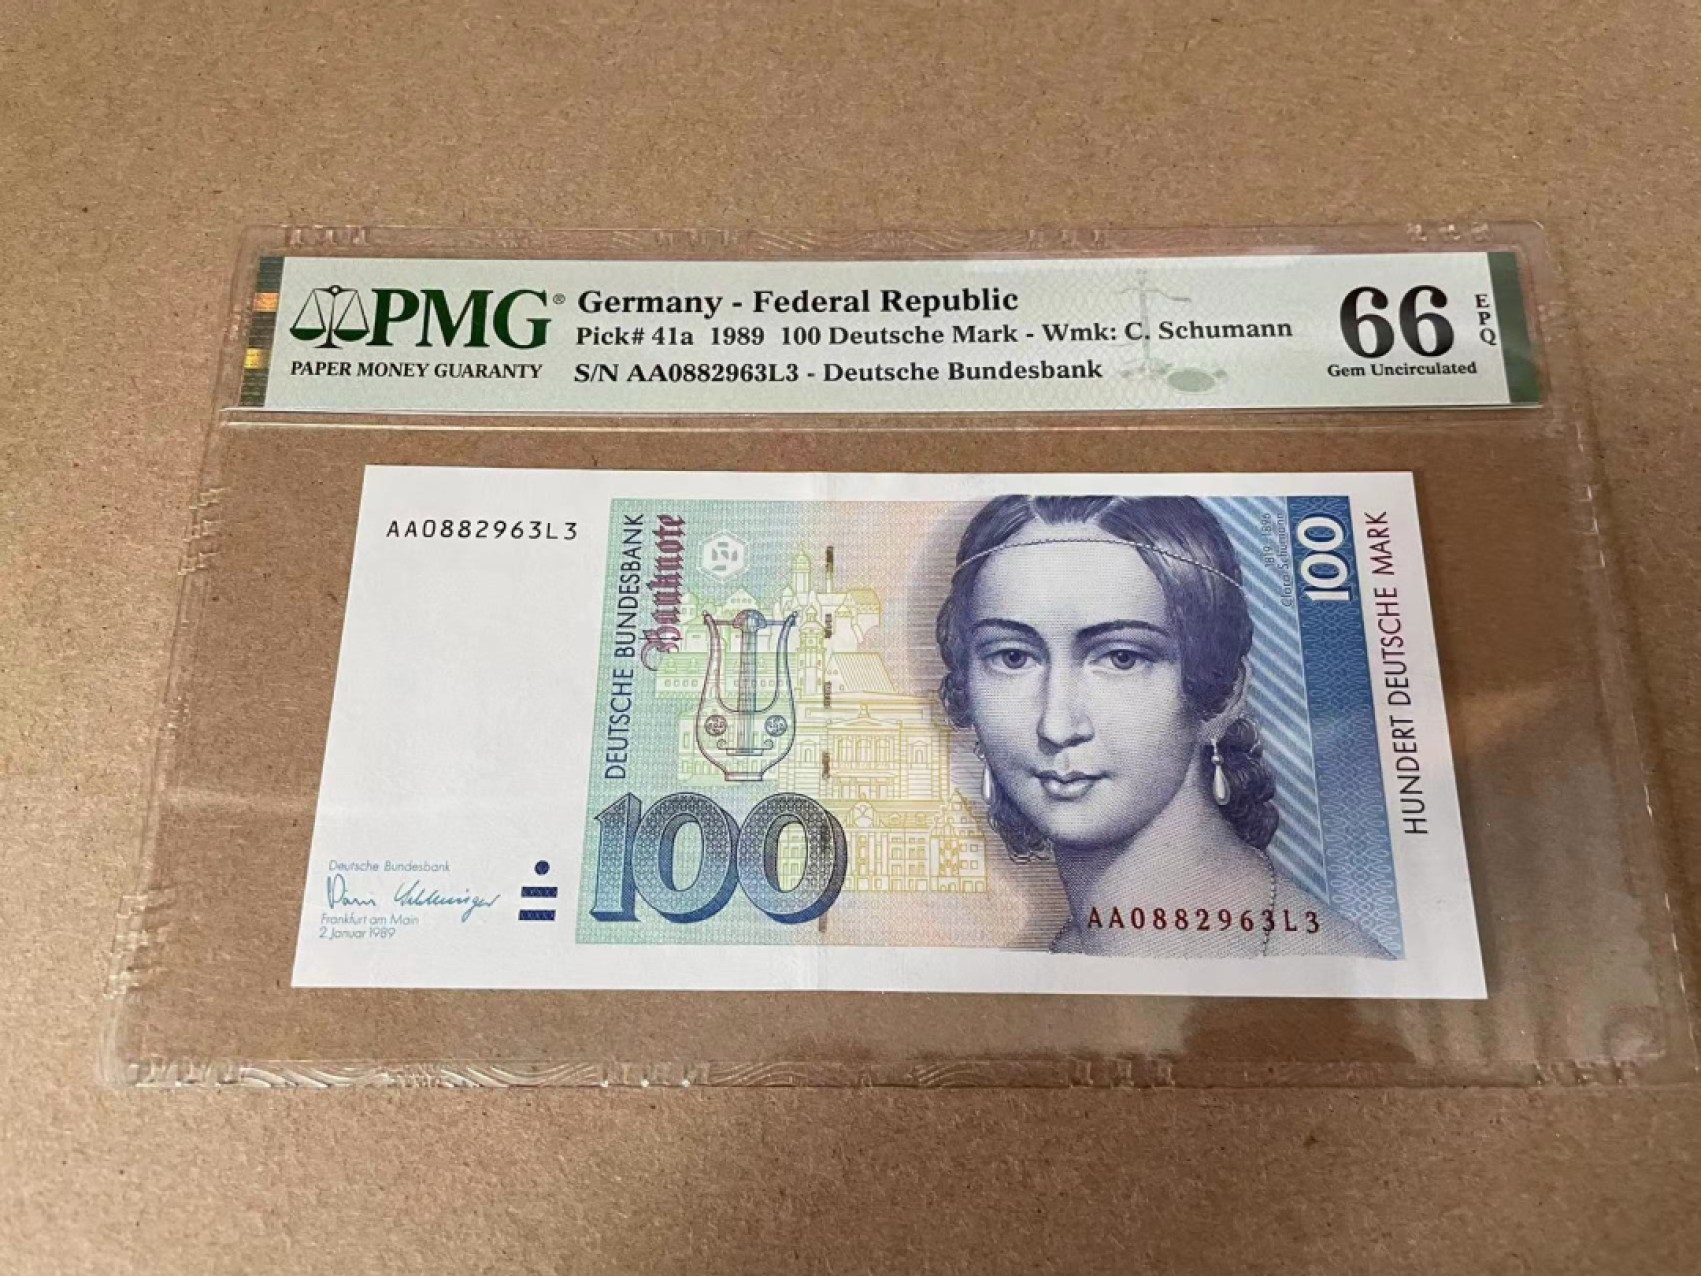 PMG®
PAPER MONEY GUARANTY
Germany - Federal Republic
Pick# 41a 1989 100 Deutsche Mark - Wmk: C. Schumann
S/N AA0882963L3 - Deutsche Bundesbank
66
EPQ
Gem Uncirculated
AA0882963L3
DEUTSCHE BUNDESBANK
Banknote
100
Deutsche Bundesbank
Frankfurt am Main
2. Januar 1989
1819-1896
Clara Schumann
100
HUNDERT DEUTSCHE MARK
AA0882963L3